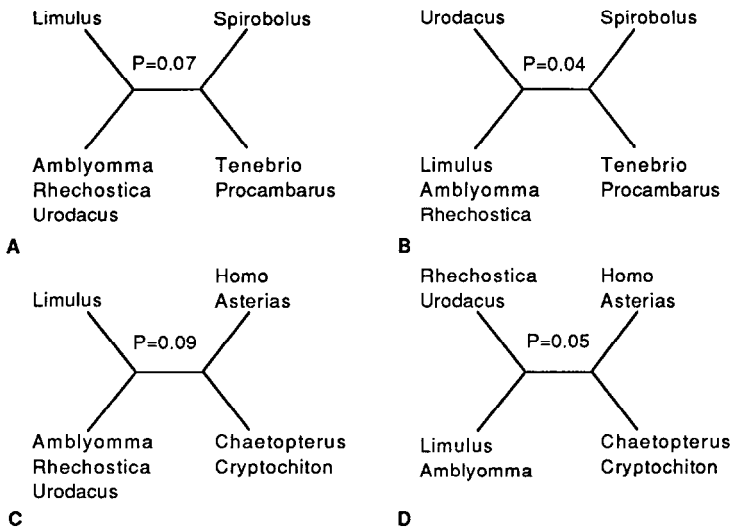 Limulus
Spirobolus
P=0.07
Amblyomma
Rhechostica
Urodacus
Tenebrio
Procambarus
A
Urodacus
Spirobolus
P=0.04
Limulus
Amblyomma
Rhechostica
Tenebrio
Procambarus
B
Limulus
Homo
Asterias
P=0.09
Amblyomma
Rhechostica
Urodacus
Chaetopterus
Cryptochiton
C
Rhechostica
Urodacus
Homo
Asterias
P=0.05
Limulus
Amblyomma
Chaetopterus
Cryptochiton
D